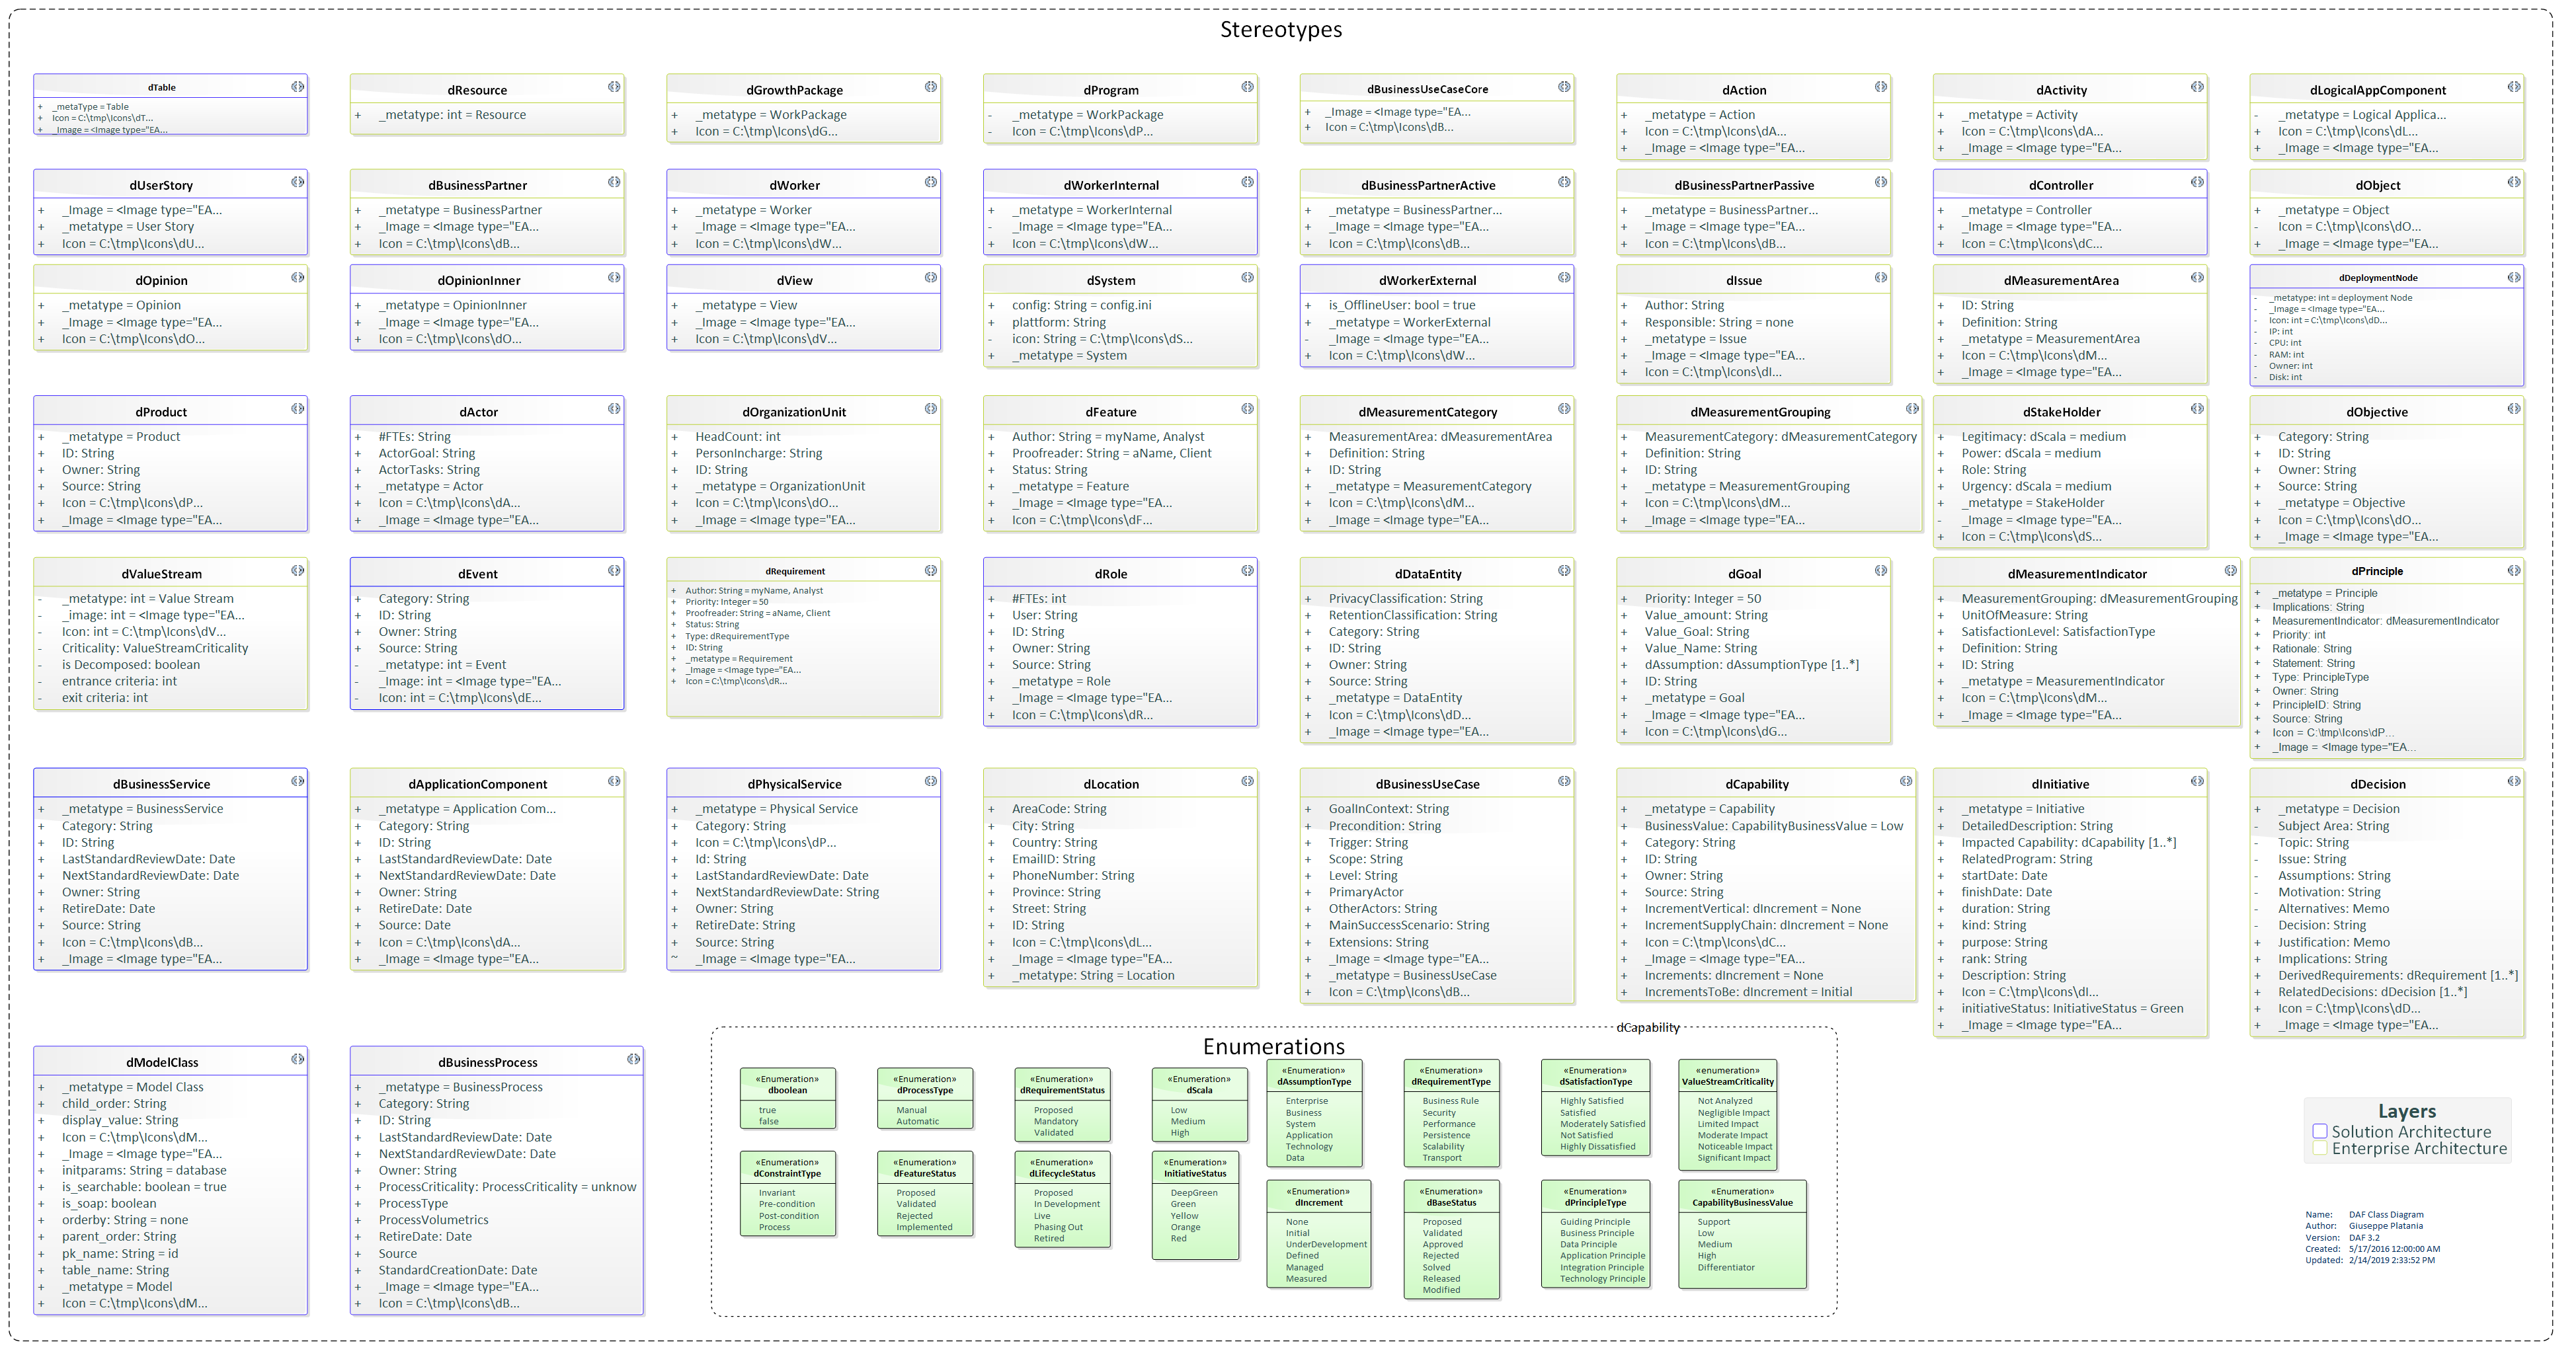 Stereotypes
dTable
+ _metaType = Table
+ Icon = C:\tmp\Icons\dT...
+ _Image = <Image type="EA...
dResource
+ _metatype: int = Resource
dGrowthPackage
+ _metatype = WorkPackage
+ Icon = C:\tmp\Icons\dG...
dProgram
- _metatype = WorkPackage
- Icon = C:\tmp\Icons\dP...
dBusinessUseCaseCore
+ _Image = <Image type="EA...
+ Icon = C:\tmp\Icons\dB...
dAction
+ _metatype = Action
+ Icon = C:\tmp\Icons\dA...
+ _Image = <Image type="EA...
dActivity
+ _metatype = Activity
+ Icon = C:\tmp\Icons\dA...
+ _Image = <Image type="EA...
dLogicalAppComponent
- _metatype = Logical Applica...
+ Icon = C:\tmp\Icons\dL...
+ _Image = <Image type="EA...
dUserStory
+ _Image = <Image type="EA...
+ _metatype = User Story
+ Icon = C:\tmp\Icons\dU...
dBusinessPartner
+ _metatype = BusinessPartner
+ _Image = <Image type="EA...
+ Icon = C:\tmp\Icons\dB...
dWorker
+ _metatype = Worker
+ _Image = <Image type="EA...
+ Icon = C:\tmp\Icons\dW...
dWorkerInternal
+ _metatype = WorkerInternal
- _Image = <Image type="EA...
+ Icon = C:\tmp\Icons\dW...
dBusinessPartnerActive
+ _metatype = BusinessPartner...
+ _Image = <Image type="EA...
+ Icon = C:\tmp\Icons\dB...
dBusinessPartnerPassive
+ _metatype = BusinessPartner...
+ _Image = <Image type="EA...
+ Icon = C:\tmp\Icons\dB...
dController
+ _metatype = Controller
+ _Image = <Image type="EA...
+ Icon = C:\tmp\Icons\dC...
dObject
+ _metatype = Object
- Icon = C:\tmp\Icons\dO...
+ _Image = <Image type="EA...
dOpinion
+ _metatype = Opinion
+ _Image = <Image type="EA...
+ Icon = C:\tmp\Icons\dO...
dOpinionInner
+ _metatype = OpinionInner
+ _Image = <Image type="EA...
+ Icon = C:\tmp\Icons\dO...
dView
+ _metatype = View
+ _Image = <Image type="EA...
+ Icon = C:\tmp\Icons\dV...
dSystem
+ config: String = config.ini
+ plattform: String
- icon: String = C:\tmp\Icons\dS...
+ _metatype = System
dWorkerExternal
+ is_OfflineUser: bool = true
+ _metatype = WorkerExternal
- _Image = <Image type="EA...
+ Icon = C:\tmp\Icons\dW...
dIssue
+ Author: String
+ Responsible: String = none
+ _metatype = Issue
+ _Image = <Image type="EA...
+ Icon = C:\tmp\Icons\dI...
dMeasurementArea
+ ID: String
+ Definition: String
+ _metatype = MeasurementArea
+ Icon = C:\tmp\Icons\dM...
+ _Image = <Image type="EA...
dDeploymentNode
- _metatype: int = deployment Node
- _Image = <Image type="EA...
- Icon: int = C:\tmp\Icons\dD...
- IP: int
- CPU: int
- RAM: int
- Owner: int
- Disk: int
dProduct
+ _metatype = Product
+ ID: String
+ Owner: String
+ Source: String
+ Icon = C:\tmp\Icons\dP...
+ _Image = <Image type="EA...
dActor
+ #FTEs: String
+ ActorGoal: String
+ ActorTasks: String
+ _metatype = Actor
+ Icon = C:\tmp\Icons\dA...
+ _Image = <Image type="EA...
dOrganizationUnit
+ HeadCount: int
+ PersonIncharge: String
+ ID: String
+ _metatype = OrganizationUnit
+ Icon = C:\tmp\Icons\dO...
+ _Image = <Image type="EA...
dFeature
+ Author: String = myName, Analyst
+ Proofreader: String = aName, Client
+ Status: String
+ _metatype = Feature
+ _Image = <Image type="EA...
+ Icon = C:\tmp\Icons\dF...
dMeasurementCategory
+ MeasurementArea: dMeasurementArea
+ Definition: String
+ ID: String
+ _metatype = MeasurementCategory
+ Icon = C:\tmp\Icons\dM...
+ _Image = <Image type="EA...
dMeasurementGrouping
+ MeasurementCategory: dMeasurementCategory
+ Definition: String
+ ID: String
+ _metatype = MeasurementGrouping
+ Icon = C:\tmp\Icons\dM...
+ _Image = <Image type="EA...
dStakeHolder
+ Legitimacy: dScala = medium
+ Power: dScala = medium
+ Role: String
+ Urgency: dScala = medium
+ _metatype = StakeHolder
- _Image = <Image type="EA...
+ Icon = C:\tmp\Icons\dS...
dObjective
+ Category: String
+ ID: String
+ Owner: String
+ Source: String
+ _metatype = Objective
+ Icon = C:\tmp\Icons\dO...
+ _Image = <Image type="EA...
dValueStream
- _metatype: int = Value Stream
- _image: int = <Image type="EA...
- Icon: int = C:\tmp\Icons\dV...
- Criticality: ValueStreamCriticality
- is Decomposed: boolean
- entrance criteria: int
- exit criteria: int
dEvent
+ Category: String
+ ID: String
+ Owner: String
+ Source: String
- _metatype: int = Event
- _Image: int = <Image type="EA...
- Icon: int = C:\tmp\Icons\dE...
dRequirement
+ Author: String = myName, Analyst
+ Priority: Integer = 50
+ Proofreader: String = aName, Client
+ Status: String
+ Type: dRequirementType
+ ID: String
+ _metatype = Requirement
+ _Image = <Image type="EA...
+ Icon = C:\tmp\Icons\dR...
dRole
+ #FTEs: int
+ User: String
+ ID: String
+ Owner: String
+ Source: String
+ _metatype = Role
+ _Image = <Image type="EA...
+ Icon = C:\tmp\Icons\dR...
dDataEntity
+ PrivacyClassification: String
+ RetentionClassification: String
+ Category: String
+ ID: String
+ Owner: String
+ Source: String
+ _metatype = DataEntity
+ Icon = C:\tmp\Icons\dD...
+ _Image = <Image type="EA...
dGoal
+ Priority: Integer = 50
+ Value_amount: String
+ Value_Goal: String
+ Value_Name: String
+ dAssumption: dAssumptionType [1..*]
+ ID: String
+ _metatype = Goal
+ _Image = <Image type="EA...
+ Icon = C:\tmp\Icons\dG...
dMeasurementIndicator
+ MeasurementGrouping: dMeasurementGrouping
+ UnitOfMeasure: String
+ SatisfactionLevel: SatisfactionType
+ Definition: String
+ ID: String
+ _metatype = MeasurementIndicator
+ Icon = C:\tmp\Icons\dM...
+ _Image = <Image type="EA...
dPrinciple
+ _metatype = Principle
+ Implications: String
+ MeasurementIndicator: dMeasurementIndicator
+ Priority: int
+ Rationale: String
+ Statement: String
+ Type: PrincipleType
+ Owner: String
+ PrincipleID: String
+ Source: String
+ Icon = C:\tmp\Icons\dP...
+ _Image = <Image type="EA...
dBusinessService
+ _metatype = BusinessService
+ Category: String
+ ID: String
+ LastStandardReviewDate: Date
+ NextStandardReviewDate: Date
+ Owner: String
+ RetireDate: Date
+ Source: String
+ Icon = C:\tmp\Icons\dB...
+ _Image = <Image type="EA...
dApplicationComponent
+ _metatype = Application Com...
+ Category: String
+ ID: String
+ LastStandardReviewDate: Date
+ NextStandardReviewDate: Date
+ Owner: String
+ RetireDate: Date
+ Source: Date
+ Icon = C:\tmp\Icons\dA...
+ _Image = <Image type="EA...
dPhysicalService
+ _metatype = Physical Service
+ Category: String
+ Icon = C:\tmp\Icons\dP...
+ Id: String
+ LastStandardReviewDate: Date
+ NextStandardReviewDate: String
+ Owner: String
+ RetireDate: String
+ Source: String
~ _Image = <Image type="EA...
dLocation
+ AreaCode: String
+ City: String
+ Country: String
+ EmailID: String
+ PhoneNumber: String
+ Province: String
+ Street: String
+ ID: String
+ Icon = C:\tmp\Icons\dL...
+ _Image = <Image type="EA...
+ _metatype: String = Location
dBusinessUseCase
+ GoalInContext: String
+ Precondition: String
+ Trigger: String
+ Scope: String
+ Level: String
+ PrimaryActor
+ OtherActors: String
+ MainSuccessScenario: String
+ Extensions: String
+ _Image = <Image type="EA...
+ _metatype = BusinessUseCase
+ Icon = C:\tmp\Icons\dB...
dCapability
+ _metatype = Capability
+ BusinessValue: CapabilityBusinessValue = Low
+ Category: String
+ ID: String
+ Owner: String
+ Source: String
+ IncrementVertical: dIncrement = None
+ IncrementSupplyChain: dIncrement = None
+ Icon = C:\tmp\Icons\dC...
+ _Image = <Image type="EA...
+ Increments: dIncrement = None
+ IncrementsToBe: dIncrement = Initial
dInitiative
+ _metatype = Initiative
+ DetailedDescription: String
+ Impacted Capability: dCapability [1..*]
+ RelatedProgram: String
+ startDate: Date
+ finishDate: Date
+ duration: String
+ kind: String
+ purpose: String
+ rank: String
+ Description: String
+ Icon = C:\tmp\Icons\dI...
+ initiativeStatus: InitiativeStatus = Green
+ _Image = <Image type="EA...
dDecision
+ _metatype = Decision
- Subject Area: String
- Topic: String
- Issue: String
- Assumptions: String
- Motivation: String
- Alternatives: Memo
- Decision: String
+ Justification: Memo
+ Implications: String
+ DerivedRequirements: dRequirement [1..*]
+ RelatedDecisions: dDecision [1..*]
+ Icon = C:\tmp\Icons\dD...
+ _Image = <Image type="EA...
dModelClass
+ _metatype = Model Class
+ child_order: String
+ display_value: String
+ Icon = C:\tmp\Icons\dM...
+ _Image = <Image type="EA...
+ initparams: String = database
+ is_searchable: boolean = true
+ is_soap: boolean
+ orderby: String = none
+ parent_order: String
+ pk_name: String = id
+ table_name: String
+ _metatype = Model
+ Icon = C:\tmp\Icons\dM...
dBusinessProcess
+ _metatype = BusinessProcess
+ Category: String
+ ID: String
+ LastStandardReviewDate: Date
+ NextStandardReviewDate: Date
+ Owner: String
+ ProcessCriticality: ProcessCriticality = unknow
+ ProcessType
+ ProcessVolumetrics
+ RetireDate: Date
+ Source
+ StandardCreationDate: Date
+ _Image = <Image type="EA...
+ Icon = C:\tmp\Icons\dB...
dCapability
Enumerations
«Enumeration»
dboolean
true
false
«Enumeration»
dProcessType
Manual
Automatic
«Enumeration»
dRequirementStatus
Proposed
Mandatory
Validated
«Enumeration»
dScala
Low
Medium
High
«Enumeration»
dAssumptionType
Enterprise
Business
System
Application
Technology
Data
«Enumeration»
dRequirementType
Business Rule
Security
Performance
Persistence
Scalability
Transport
«Enumeration»
dSatisfactionType
Highly Satisfied
Satisfied
Moderately Satisfied
Not Satisfied
Highly Dissatisfied
«enumeration»
ValueStreamCriticality
Not Analyzed
Negligible Impact
Limited Impact
Moderate Impact
Noticeable Impact
Significant Impact
«Enumeration»
dConstraintType
Invariant
Pre-condition
Post-condition
Process
«Enumeration»
dFeatureStatus
Proposed
Validated
Rejected
Implemented
«Enumeration»
dLifecycleStatus
Proposed
In Development
Live
Phasing Out
Retired
«Enumeration»
InitiativeStatus
DeepGreen
Green
Yellow
Orange
Red
«Enumeration»
dIncrement
None
Initial
UnderDevelopment
Defined
Managed
Measured
«Enumeration»
dBaseStatus
Proposed
Validated
Approved
Rejected
Solved
Released
Modified
«Enumeration»
dPrincipleType
Guiding Principle
Business Principle
Data Principle
Application Principle
Integration Principle
Technology Principle
«Enumeration»
CapabilityBusinessValue
Support
Low
Medium
High
Differentiator
Layers
Solution Architecture
Enterprise Architecture
Name: DAF Class Diagram
Author: Giuseppe Platania
Version: DAF 3.2
Created: 5/17/2016 12:00:00 AM
Updated: 2/14/2019 2:33:52 PM